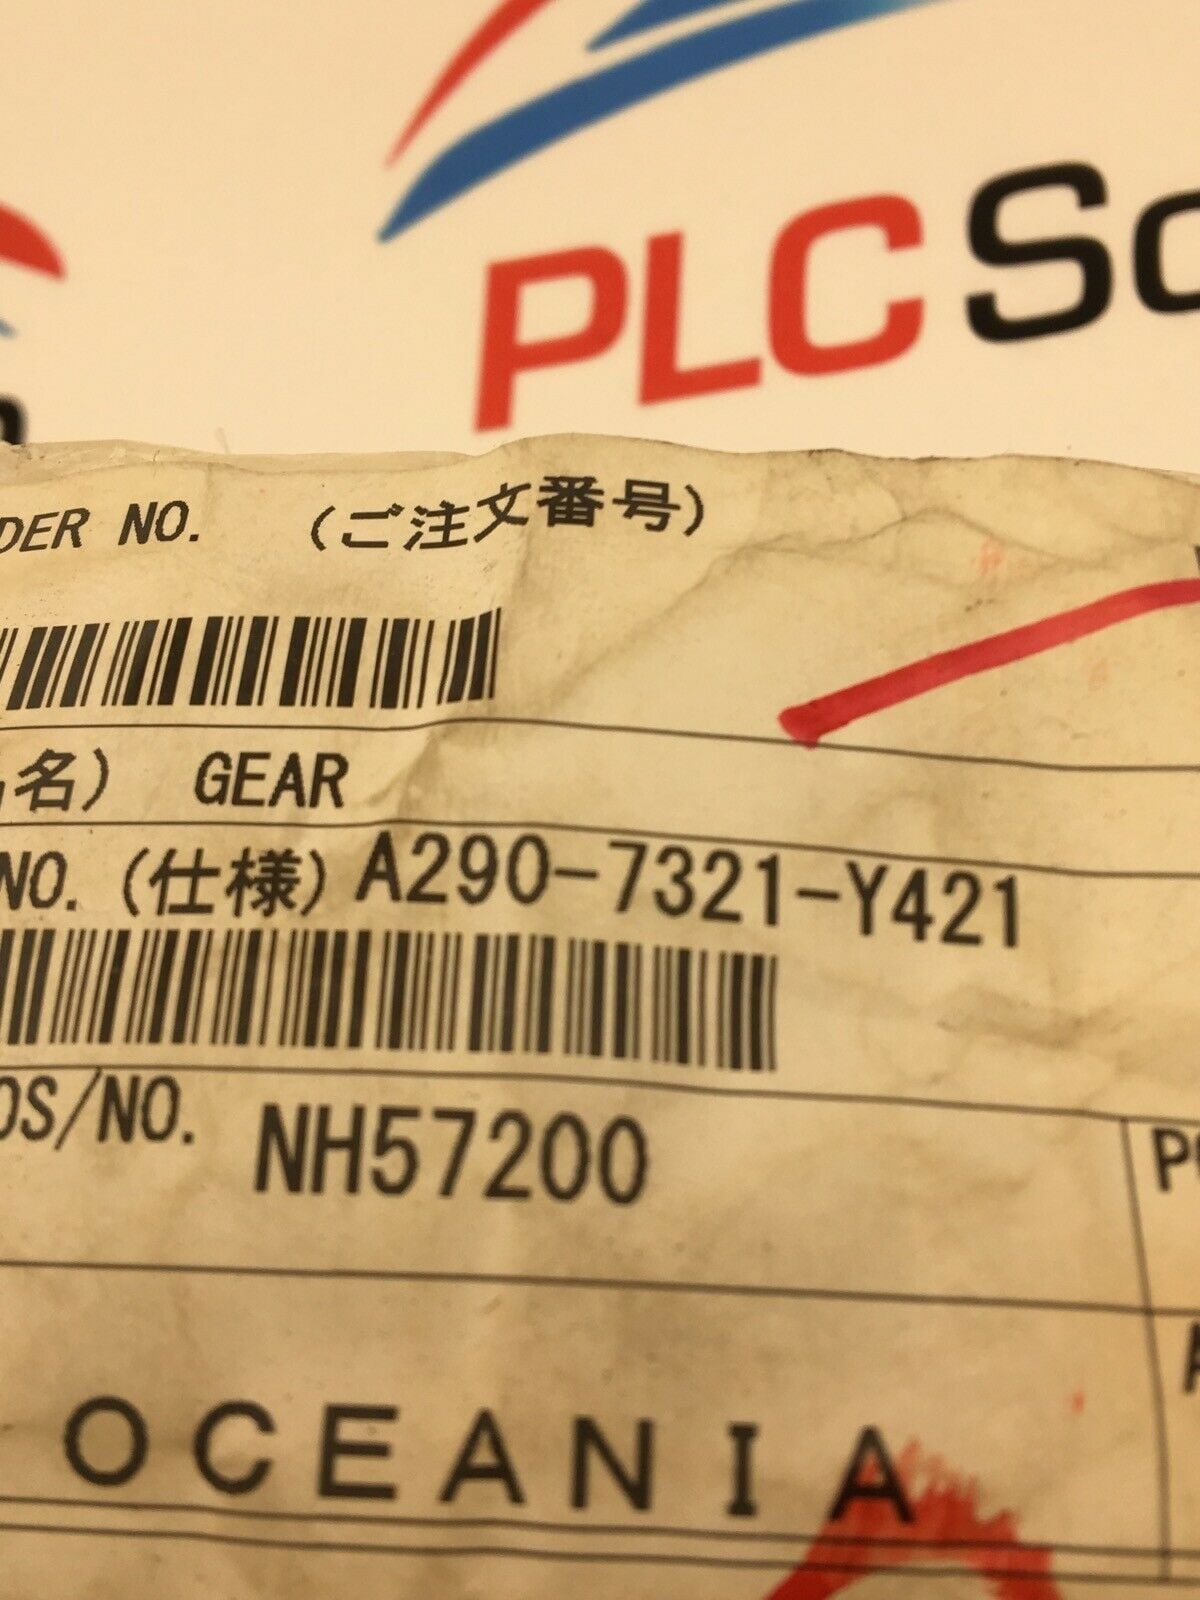 PLC
DER NO. (ご注文番号)
名) GEAR
NO. (仕様) A290-7321-Y421
OS/NO. NH57200
OCEANIA